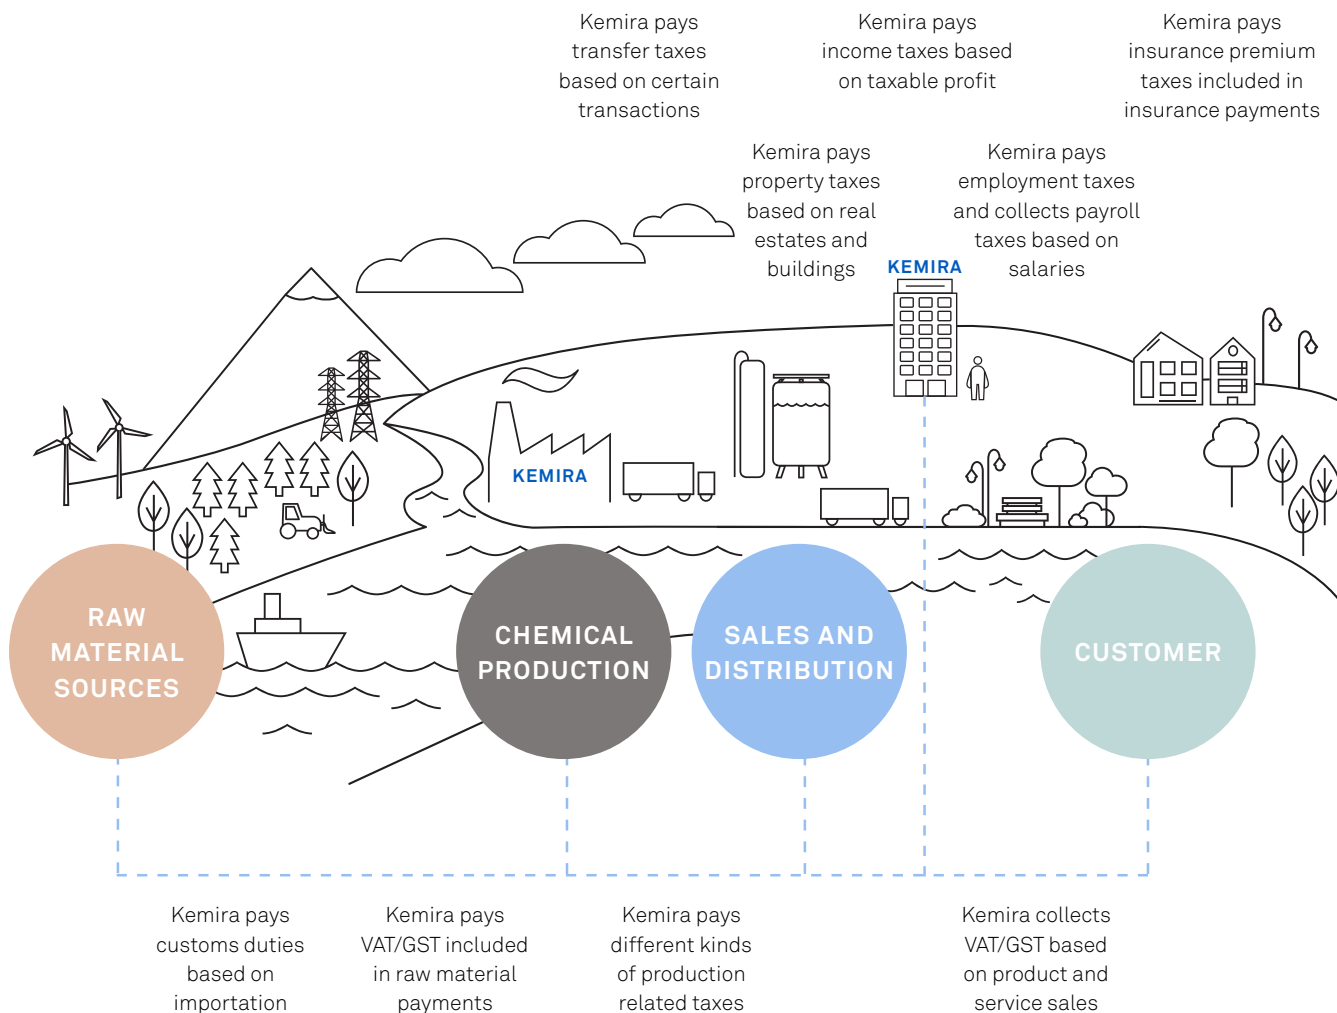 Kemira pays
transfer taxes
based on certain
transactions
Kemira pays
income taxes based
on taxable profit
Kemira pays
insurance premium
taxes included in
insurance payments
Kemira pays
property taxes
based on real
estates and
buildings
Kemira pays
employment taxes
and collects payroll
taxes based on
salaries
KEMIRA
KEMIRA
RAW
MATERIAL
SOURCES
CHEMICAL
PRODUCTION
SALES AND
DISTRIBUTION
CUSTOMER
Kemira pays
customs duties
based on
importation
Kemira pays
VAT/GST included
in raw material
payments
Kemira pays
different kinds
of production
related taxes
Kemira collects
VAT/GST based
on product and
service sales